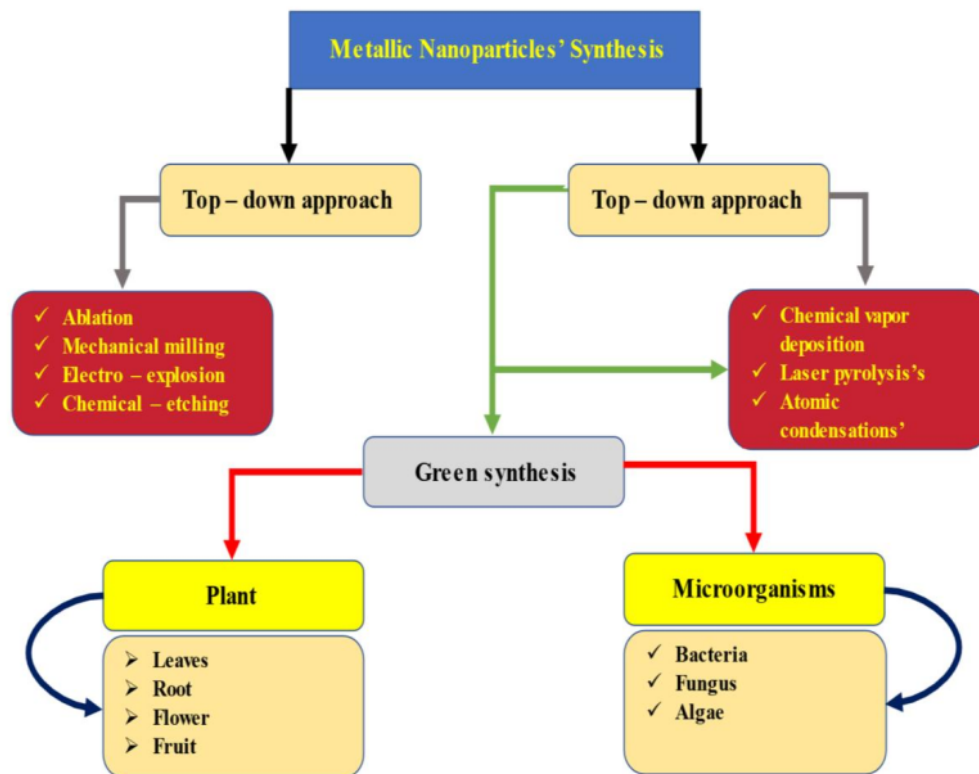 Metallic Nanoparticles’ Synthesis
Top – down approach
Top – down approach
✓ Ablation
✓ Mechanical milling
✓ Electro – explosion
✓ Chemical – etching
✓ Chemical vapor
deposition
✓ Laser pyrolysis’s
✓ Atomic
condensations’
Green synthesis
Plant
➢ Leaves
➢ Root
➢ Flower
➢ Fruit
Microorganisms
✓ Bacteria
✓ Fungus
✓ Algae